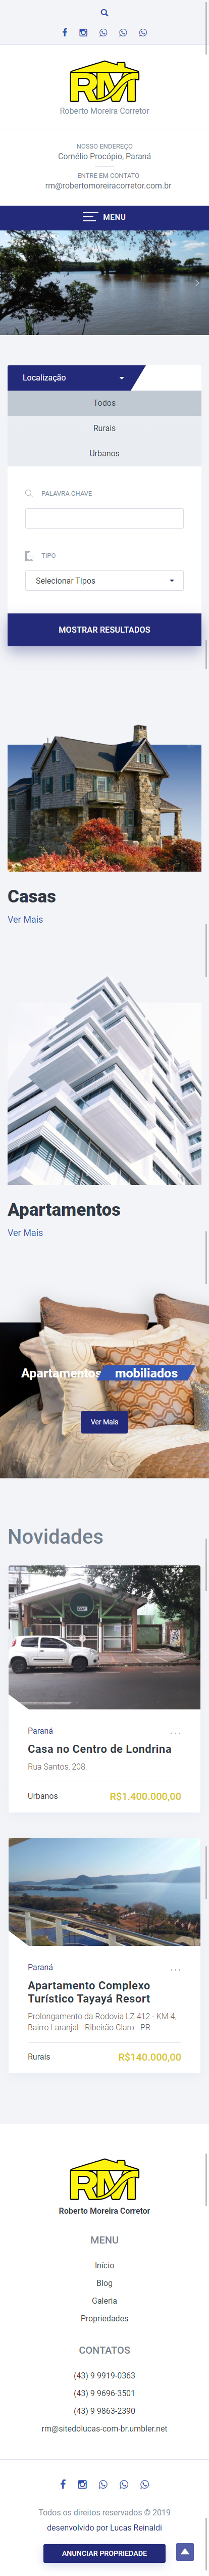 RM
Roberto Moreira Corretor
NOSSO ENDEREÇO
Cornélio Procópio, Paraná
ENTRE EM CONTATO
rm@robertomoreiracorretor.com.br
MENU
Localização
Todos
Rurais
Urbanos
PALAVRA CHAVE
TIPO
Selecionar Tipos
MOSTRAR RESULTADOS
Casas
Ver Mais
Apartamentos
Ver Mais
Apartamentos mobiliados
Ver Mais
Novidades
Paraná
...
Casa no Centro de Londrina
Rua Santos, 208.
Urbanos R$1.400.000,00
Paraná
...
Apartamento Complexo
Turístico Tayayá Resort
Prolongamento da Rodovia LZ 412 - KM 4,
Bairro Laranjal - Ribeirão Claro - PR
Rurais R$140.000,00
RM
Roberto Moreira Corretor
MENU
Início
Blog
Galeria
Propriedades
CONTATOS
(43) 9 9919-0363
(43) 9 9696-3501
(43) 9 9863-2390
rm@sitedolucas-com-br.umbler.net
Todos os direitos reservados © 2019
desenvolvido por Lucas Reinaldi
ANUNCIAR PROPRIEDADE